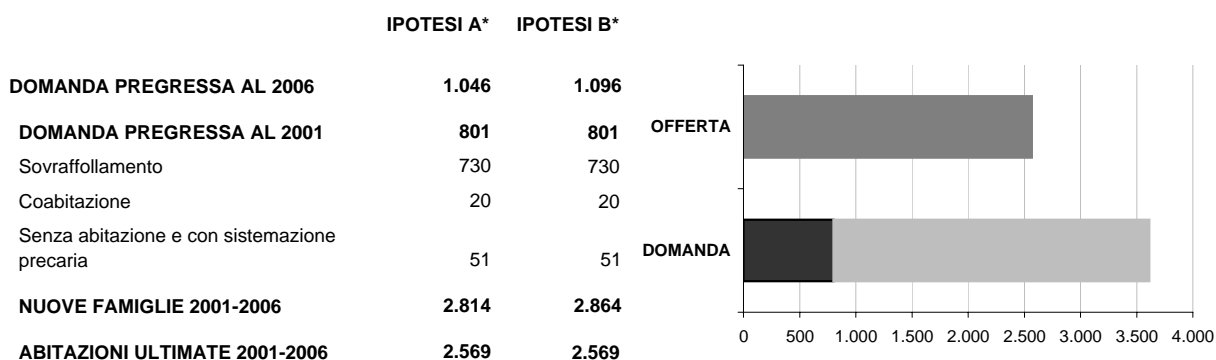 IPOTESI A* IPOTESI B*
DOMANDA PREGRESSA AL 2006 1.046 1.096
DOMANDA PREGRESSA AL 2001 801 801
Sovraffollamento 730 730
Coabitazione 20 20
Senza abitazione e con sistemazione
precaria 51 51
NUOVE FAMIGLIE 2001-2006 2.814 2.864
ABITAZIONI ULTIMATE 2001-2006 2.569 2.569
OFFERTA
DOMANDA
0 500 1.000 1.500 2.000 2.500 3.000 3.500 4.000